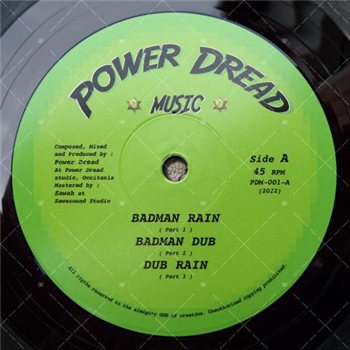 POWER DREAD
MUSIC
Composed, Mixed
and Produced by :
Power Dread
At Power Dread
studio, Occitania
Mastered by :
Sawah at
Sawasound Studio
Side A
45 RPM
PDM-001-A
(2022)
BADMAN RAIN
( Part 1 )
BADMAN DUB
( Part 2 )
DUB RAIN
( Part 3 )
All rights reserved to the almighty GOD of creation. Unauthorized copying prohibited.